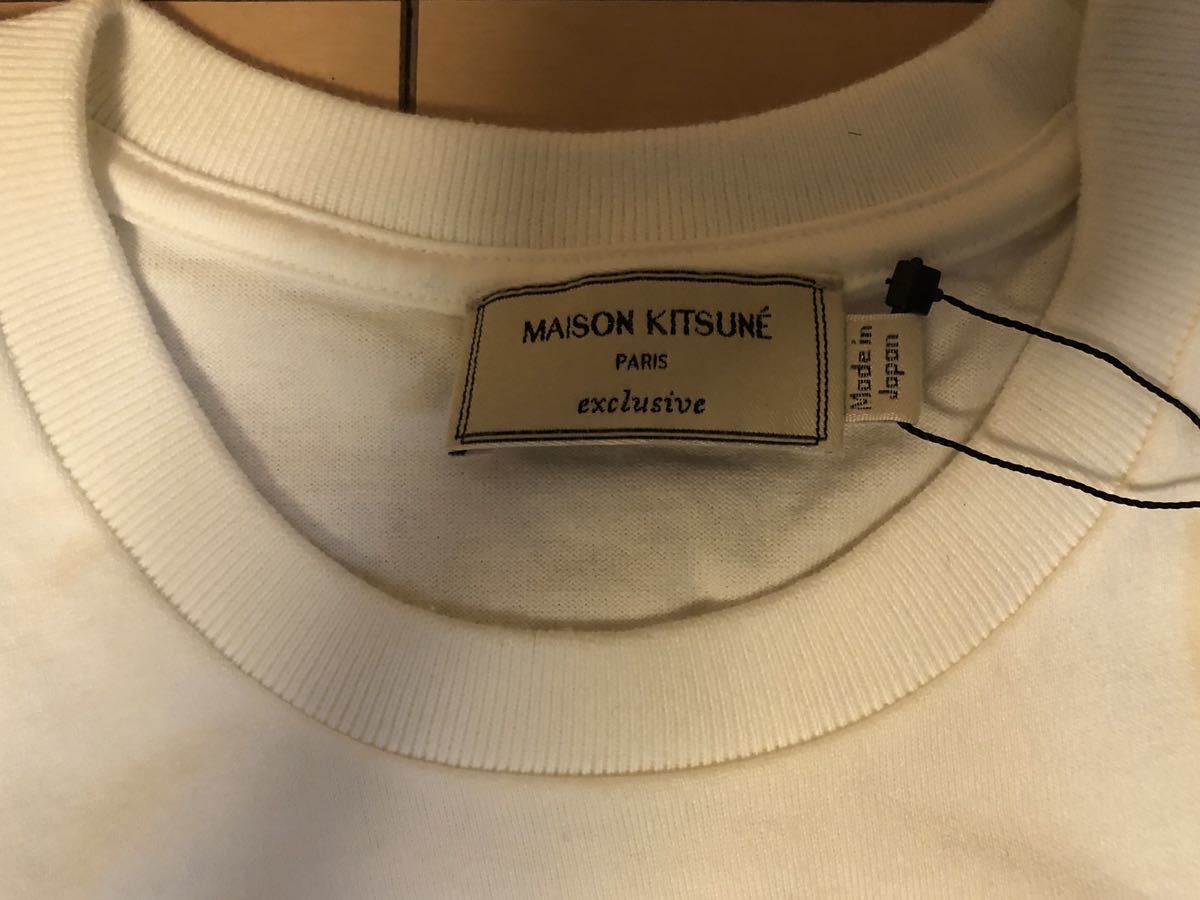 MAISON KITSUNÉ
PARIS
exclusive
Made in
Japan